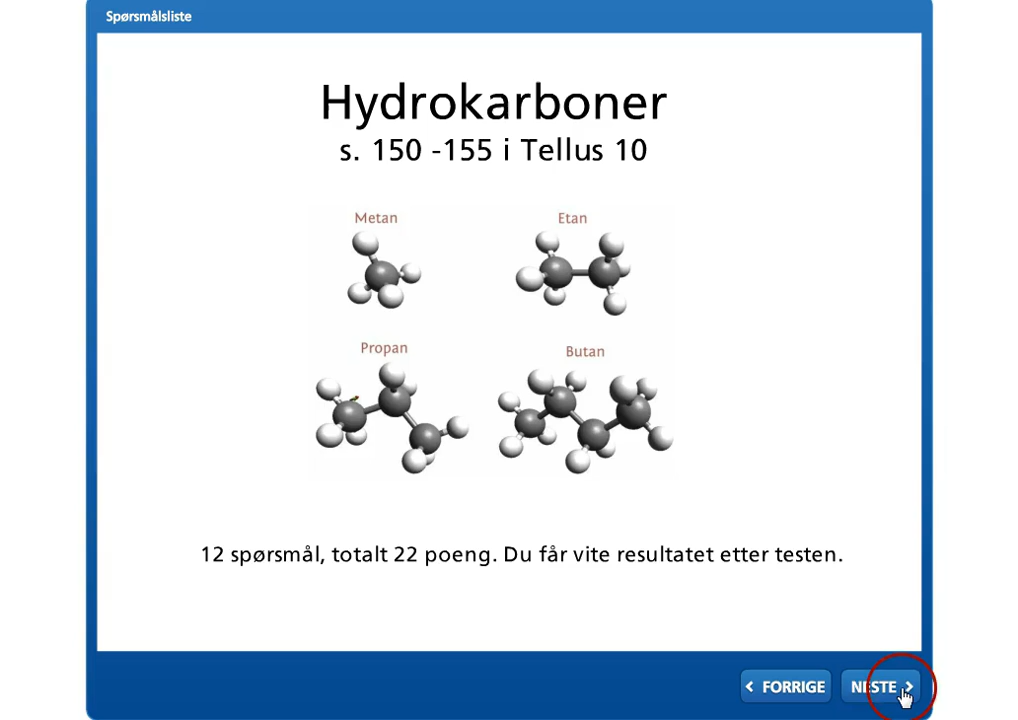 Spørsmålsliste
Hydrokarboner
s. 150 -155 i Tellus 10
Metan
Etan
Propan
Butan
12 spørsmål, totalt 22 poeng. Du får vite resultatet etter testen.
FORRIGE
NESTE